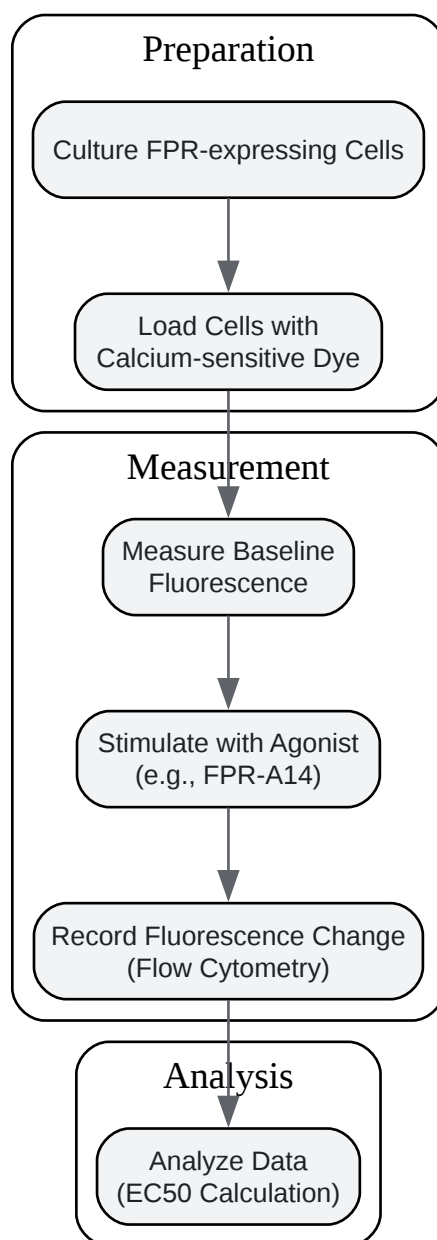 Preparation
Culture FPR-expressing Cells
Load Cells with
Calcium-sensitive Dye
Measurement
Measure Baseline
Fluorescence
Stimulate with Agonist
(e.g., FPR-A14)
Record Fluorescence Change
(Flow Cytometry)
Analysis
Analyze Data
(EC50 Calculation)